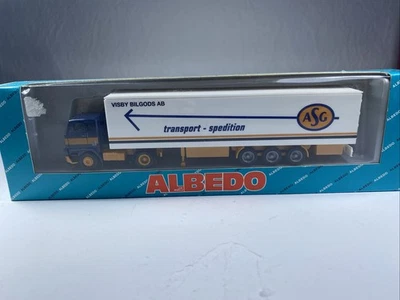 VISBY BILGODS AB
ASG
transport - spedition
ALBEDO